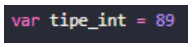 var tipe_int = 89